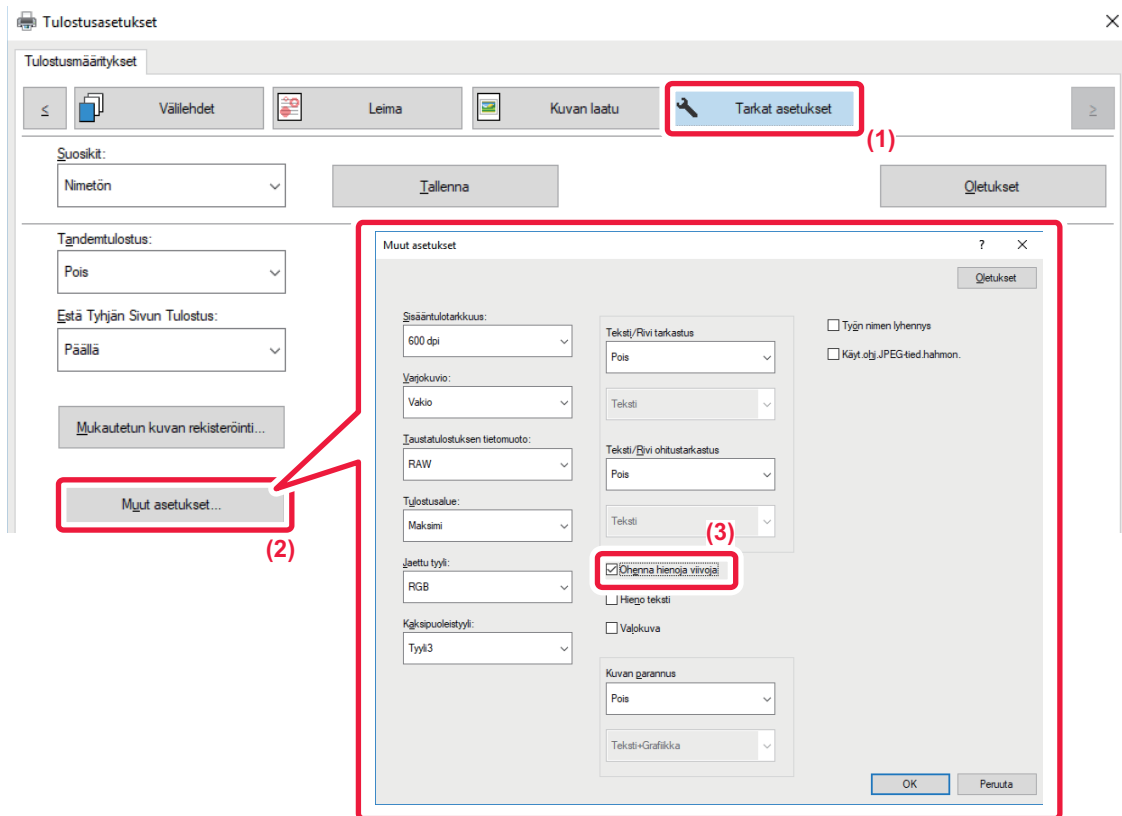 Tulostusasetukset
Tulostusmääritykset
< Välilehdet Leima Kuvan laatu Tarkat asetukset >
(1)
Suosikit:
Nimetön
Tallenna
Oletukset
Tandemtulostus:
Pois
Estä Tyhjän Sivun Tulostus:
Päällä
Mukautetun kuvan rekisteröinti...
Muut asetukset...
(2)
Muut asetukset ?
Oletukset
Sisääntulotarkkuus:
600 dpi
Varjokuvio:
Vakio
Taustatulostuksen tietomuoto:
RAW
Tulostusalue:
Maksimi
Jaettu tyyli:
RGB
Kaksipuoleistyyli:
Tyyli3
Teksti/Rivi tarkastus
Pois
Teksti
Teksti/Rivi ohitustarkastus
Pois
Teksti
(3)
Ohenna hienoja viivoja
Hieno teksti
Valokuva
Kuvan parannus
Pois
Teksti+Grafiikka
Työn nimen lyhennys
Käyt.ohj.JPEG-tied.hahmon.
OK Peruuta